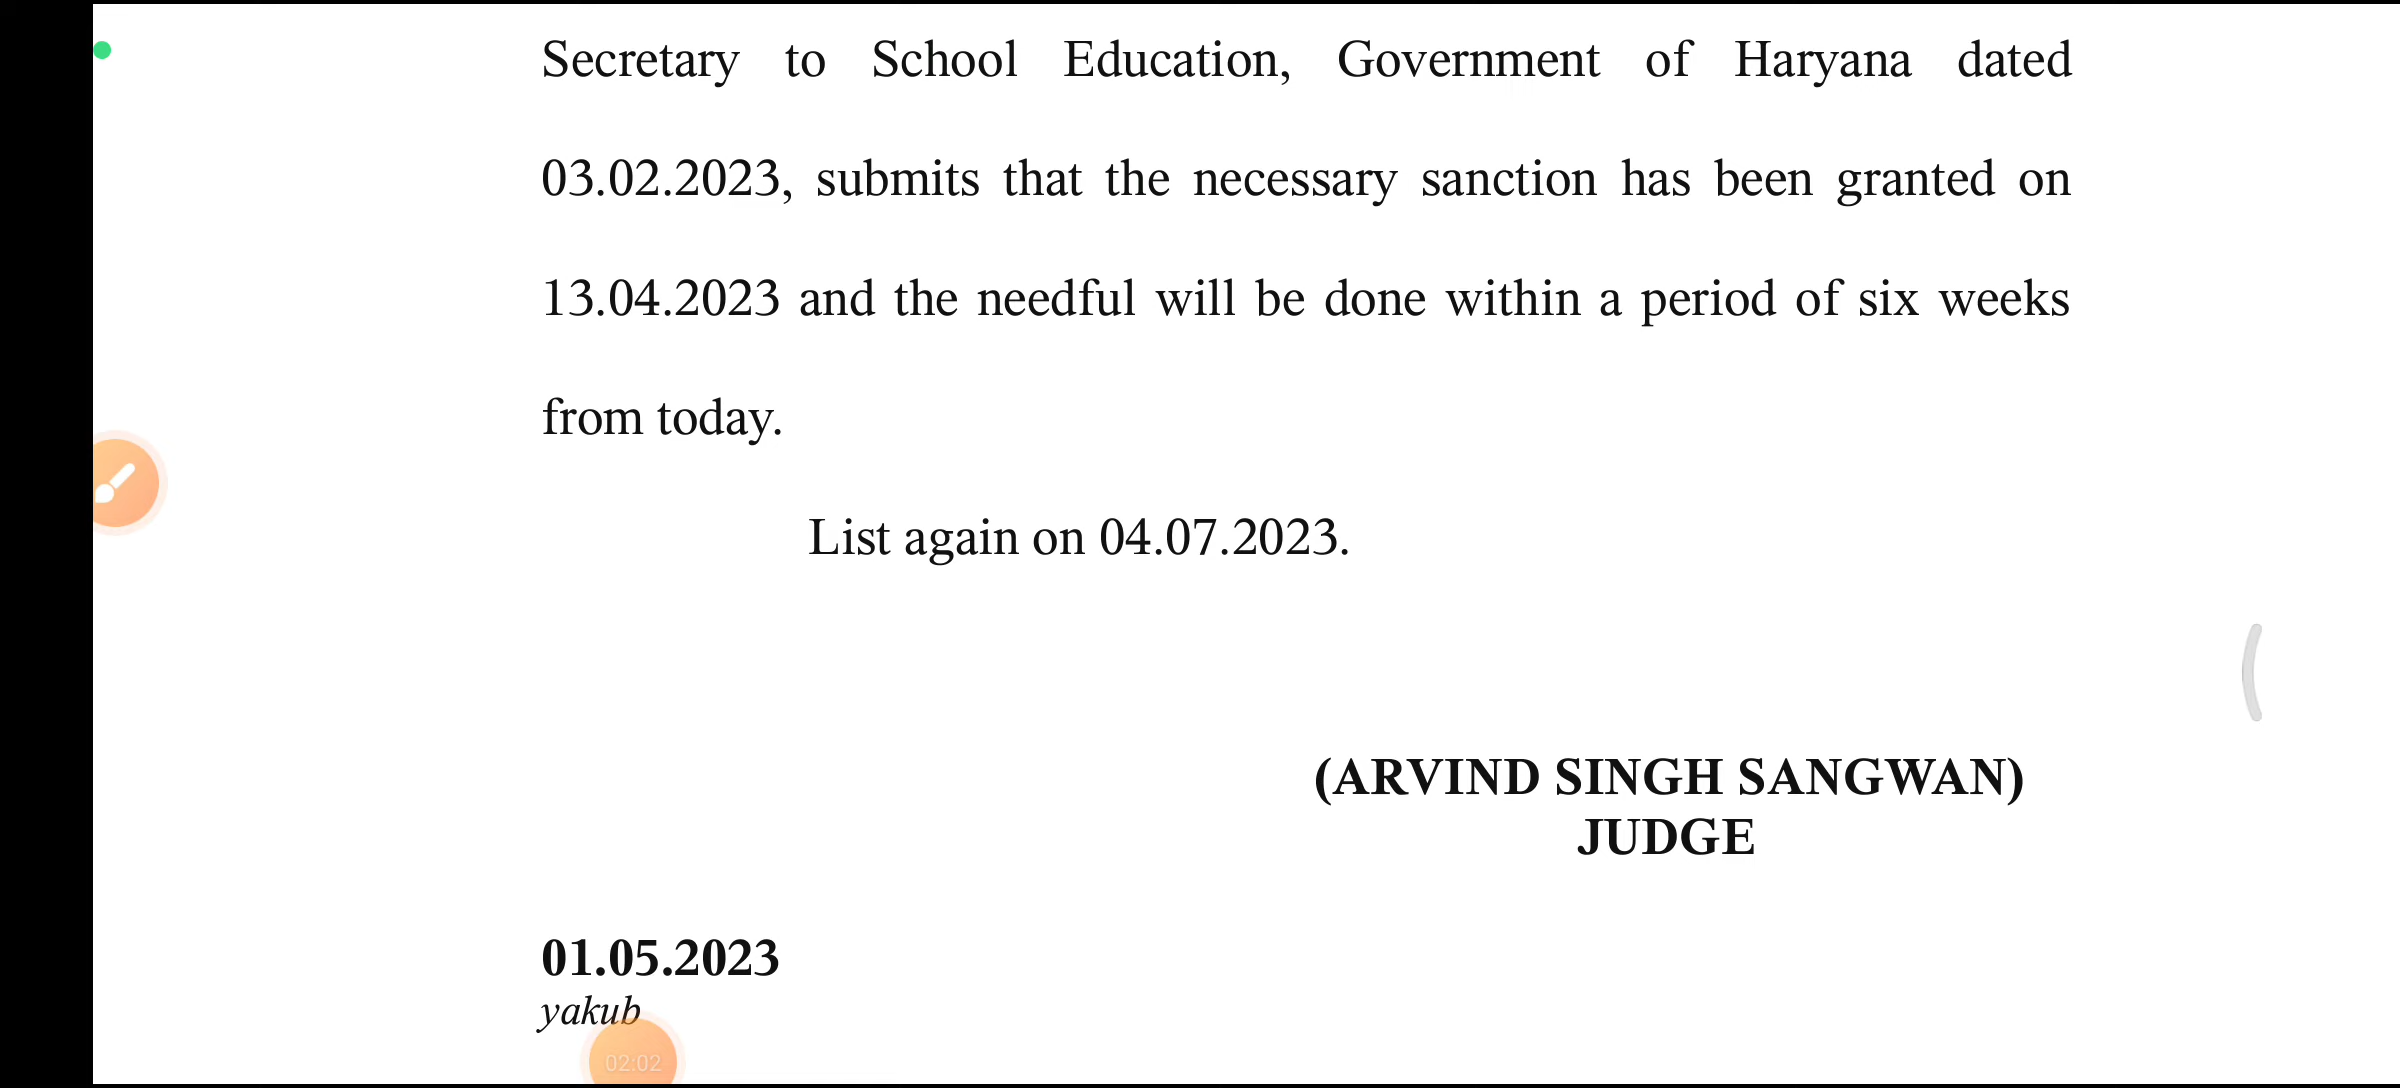 Secretary to School Education, Government of Haryana dated
03.02.2023, submits that the necessary sanction has been granted on
13.04.2023 and the needful will be done within a period of six weeks
from today.
List again on 04.07.2023.
(ARVIND SINGH SANGWAN)
JUDGE
01.05.2023
yakub
02:02